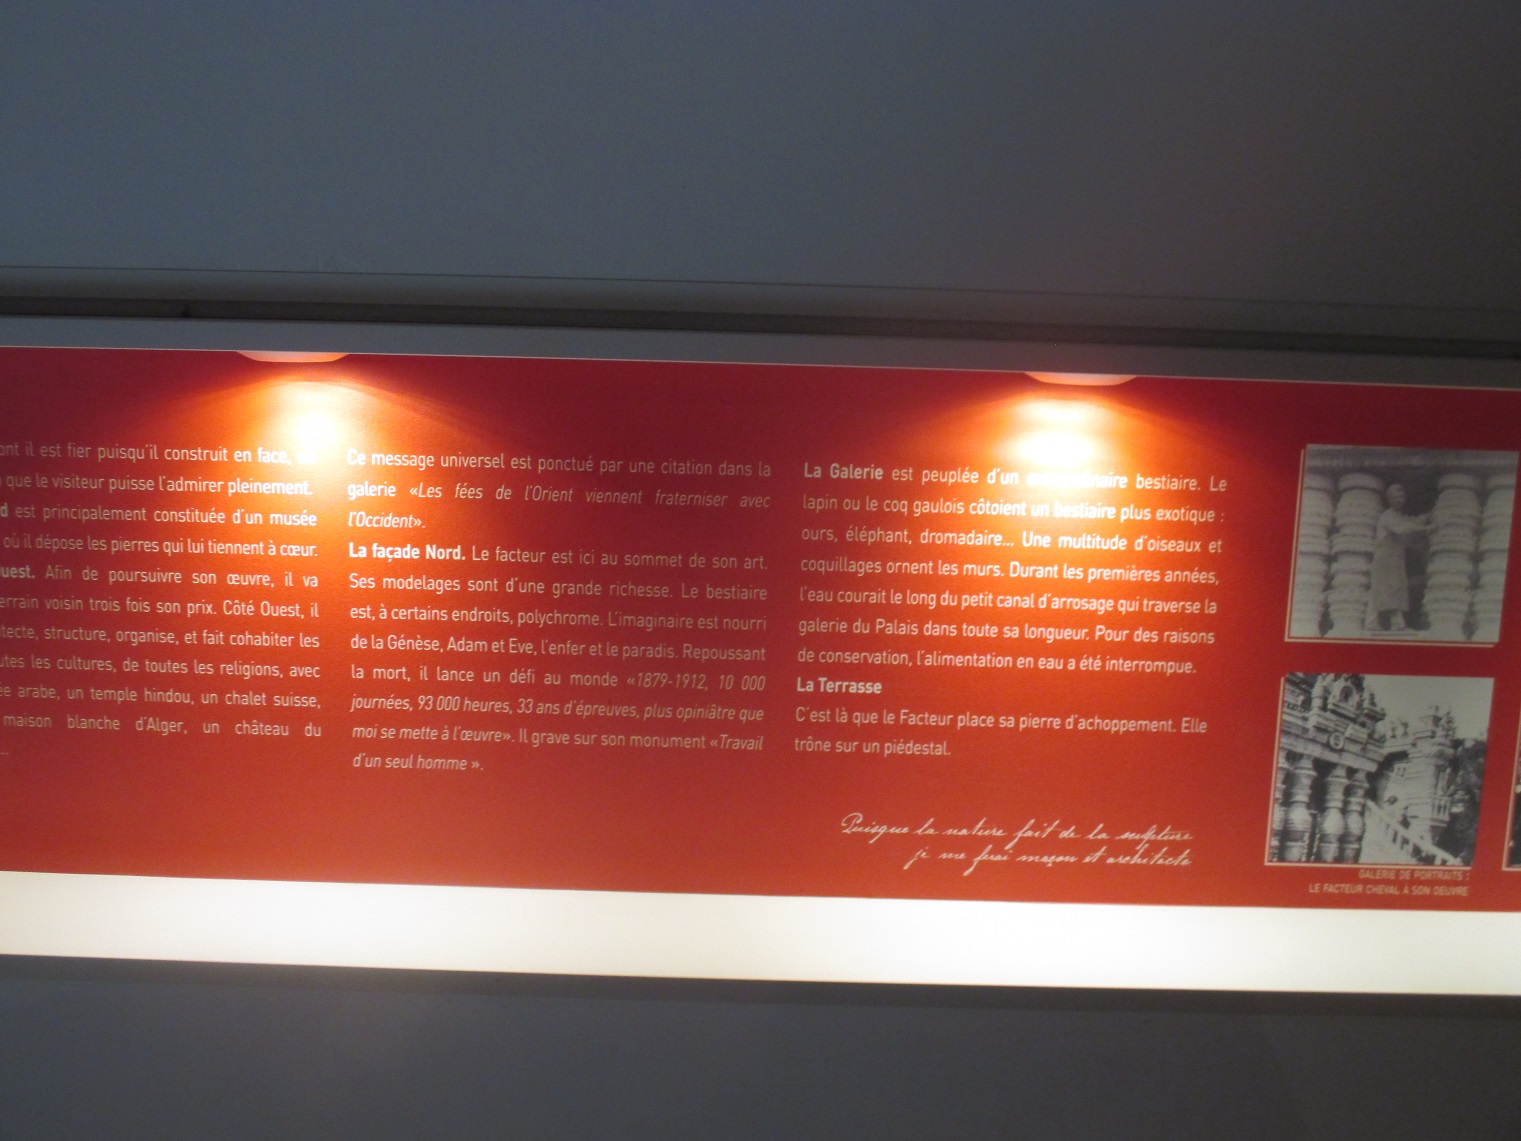 ont il est fier puisqu'il construit en face,
que le visiteur puisse l'admirer pleinement.
d est principalement constituée d'un musée
où il dépose les pierres qui lui tiennent à cœur.
uest. Afin de poursuivre son œuvre, il va
errain voisin trois fois son prix. Côté Ouest, il
itecte, structure, organise, et fait cohabiter les
utes les cultures, de toutes les religions, avec
ée arabe, un temple hindou, un chalet suisse,
maison blanche d'Alger, un château du
...
Ce message universel est ponctué par une citation dans la
galerie «Les fées de l'Orient viennent fraterniser avec
l'Occident».
La façade Nord. Le facteur est ici au sommet de son art.
Ses modelages sont d'une grande richesse. Le bestiaire
est, à certains endroits, polychrome. L'imaginaire est nourri
de la Génèse, Adam et Eve, l'enfer et le paradis. Repoussant
la mort, il lance un défi au monde «1879-1912, 10 000
journées, 93 000 heures, 33 ans d'épreuves, plus opiniâtre que
moi se mette à l'œuvre». Il grave sur son monument «Travail
d'un seul homme ».
La Galerie est peuplée d'un bestiaire. Le
lapin ou le coq gaulois côtoient un bestiaire plus exotique :
ours, éléphant, dromadaire... Une multitude d'oiseaux et
coquillages ornent les murs. Durant les premières années,
l'eau courait le long du petit canal d'arrosage qui traverse la
galerie du Palais dans toute sa longueur. Pour des raisons
de conservation, l'alimentation en eau a été interrompue.
La Terrasse
C'est là que le Facteur place sa pierre d'achoppement. Elle
trône sur un piédestal.
Puisque la nature fait de la sculpture
je me ferai maçon et architecte
GALERIE DE PORTRAITS :
LE FACTEUR CHEVAL À SON OEUVRE